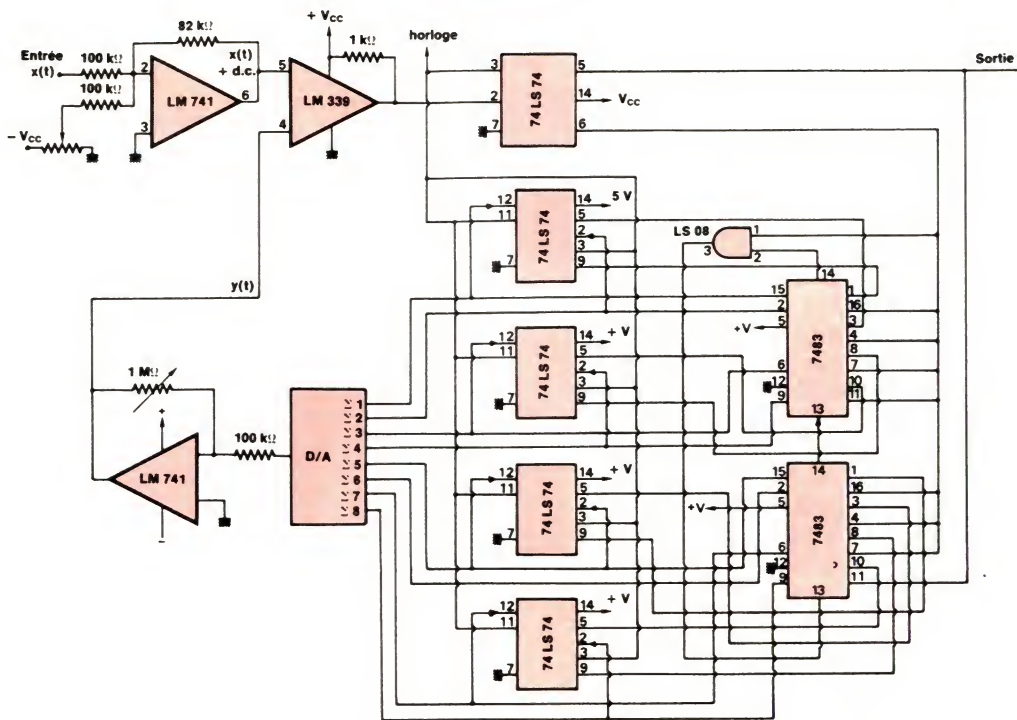 82 kΩ
+ Vcc
1 kΩ
horloge
Entrée
x(t)
100 kΩ
100 kΩ
2
3
LM 741
6
x(t)
+ d.c.
5
4
LM 339
3
2
7
74 LS 74
5
14
6
Vcc
Sortie
− Vcc
12
11
7
74 LS 74
14
5
2
3
9
5 V
LS 08
3
1
2
y(t)
12
11
7
74 LS 74
14
5
2
3
9
+ V
14
15
2
5
6
12
9
13
7483
1
16
3
4
8
7
10
11
+V
1 MΩ
+
LM 741
−
100 kΩ
D/A
1
2
3
4
5
6
7
8
12
11
7
74 LS 74
14
5
2
3
9
+ V
14
15
2
5
6
12
9
13
7483
1
16
3
4
8
7
10
11
+V
12
11
7
74 LS 74
14
5
2
3
9
+ V